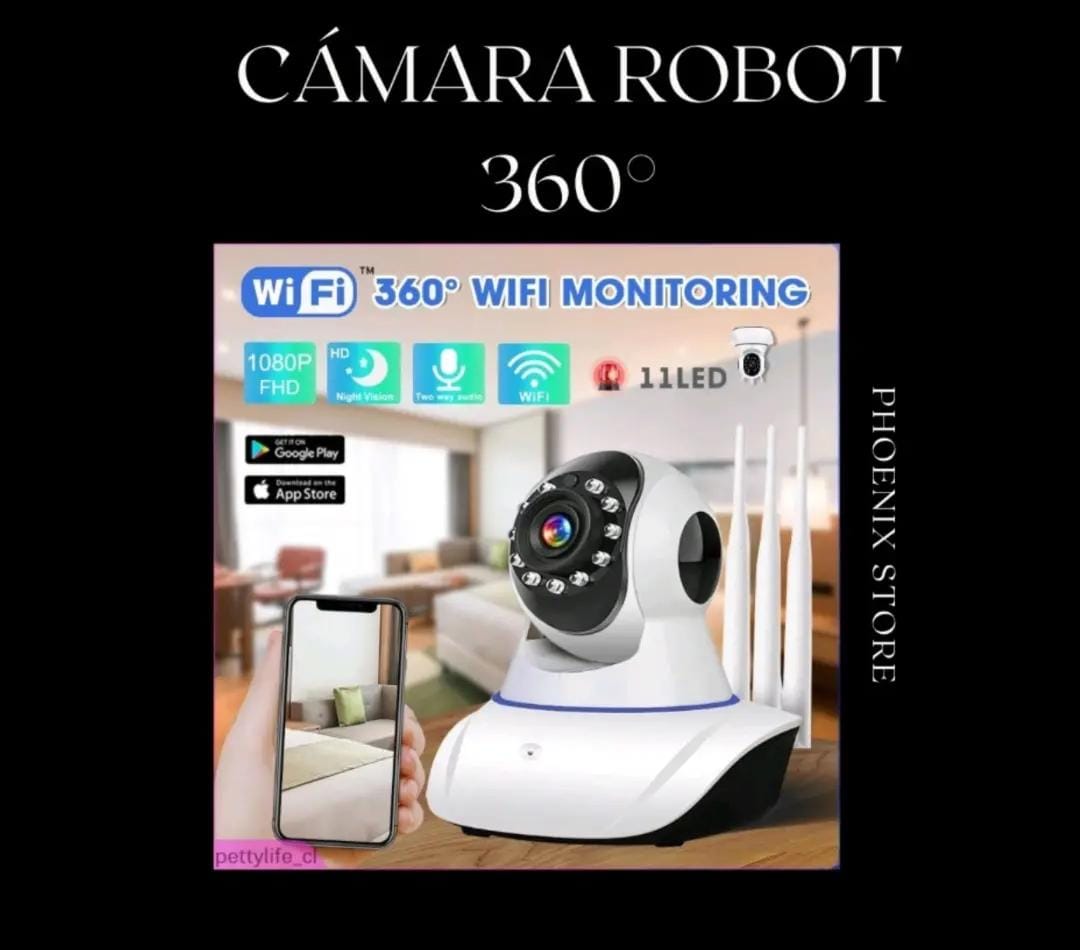 CÁMARA ROBOT
360°
WiFi™ 360° WIFI MONITORING
1080P
FHD
HD
Night Vision
Two way audio
WiFi
11LED
GET IT ON
Google Play
Download on the
App Store
PHOENIX STORE
pettylife_cl